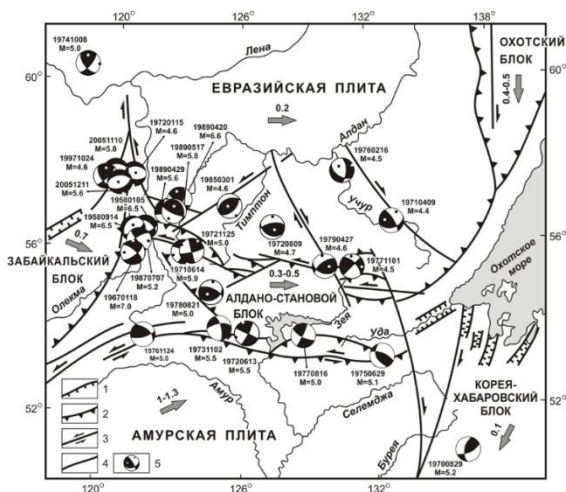 120°
126°
132°
138°
19741008
M=5.0
Лена
ОХОТСКИЙ
БЛОК
0.4-0.5
60°
60°
ЕВРАЗИЙСКАЯ ПЛИТА
0.2
Алдан
20051110
M=5.8
19720115
M=4.6
19890420
M=6.6
19971024
M=4.6
19890517
M=5.8
19890429
M=5.6
19760216
M=4.5
20051211
M=5.6
19580105
M=6.5
19850301
M=4.6
Тимптон
Учур
19710409
M=4.4
19580914
M=6.5
19721125
M=5.0
19720809
M=4.7
19790427
M=4.6
56°
56°
0.7
ЗАБАЙКАЛЬСКИЙ
БЛОК
19710614
M=5.9
19771101
M=4.5
0.3-0.5
Охотское
море
19870707
M=5.2
Олекма
19670118
M=7.0
19780821
M=5.0
АЛДАНО-СТАНОВОЙ
БЛОК
Зея
Уда
19761124
M=5.0
19731102
M=5.5
19720613
M=5.5
19770816
M=5.0
19750629
M=5.1
1-1,3
Амур
Селемджа
КОРЕЯ-
ХАБАРОВСКИЙ
БЛОК
0.1
52°
52°
АМУРСКАЯ ПЛИТА
Бурея
19700829
M=5.2
1
2
3
4
5
120°
126°
132°
138°